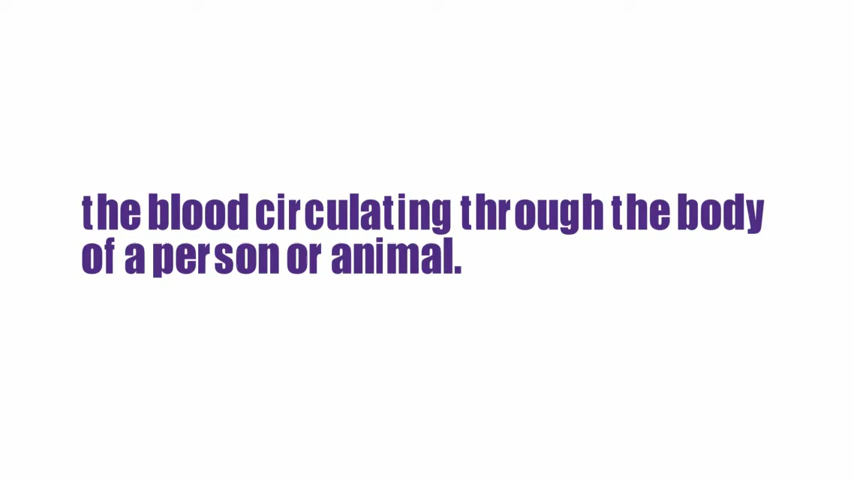 the blood circulating through the body
of a person or animal.